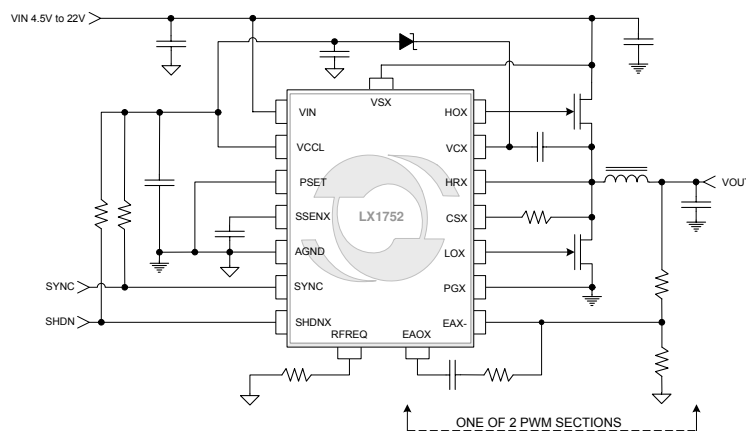 VIN 4.5V to 22V
VSX
VIN
HOX
VCCL
VCX
PSET
HRX
VOUT
LX1752
SSENX
CSX
AGND
LOX
SYNC
SYNC
PGX
SHDN
SHDNX
EAX-
RFREQ
EAOX
ONE OF 2 PWM SECTIONS